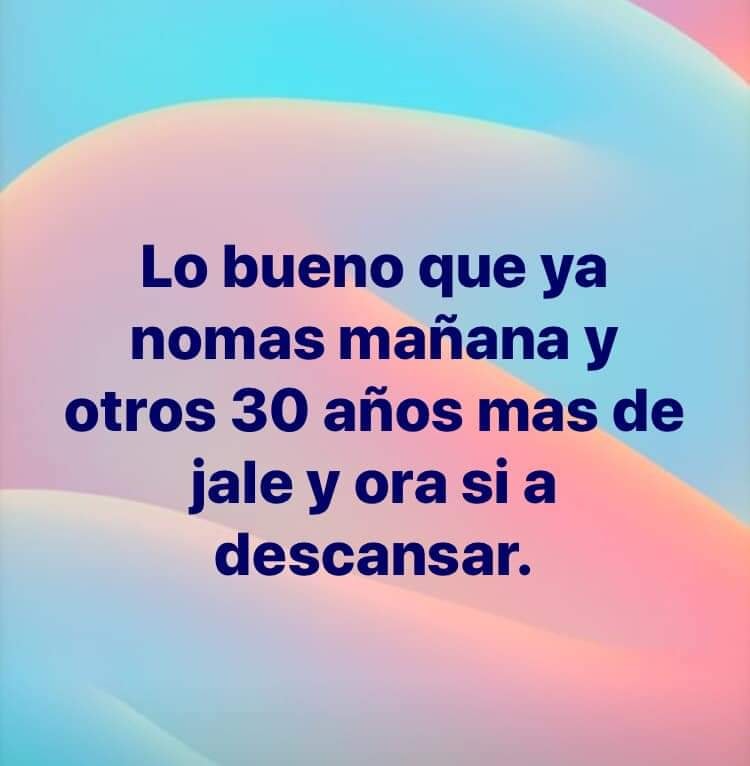 Lo bueno que ya
nomas mañana y
otros 30 años mas de
jale y ora si a
descansar.